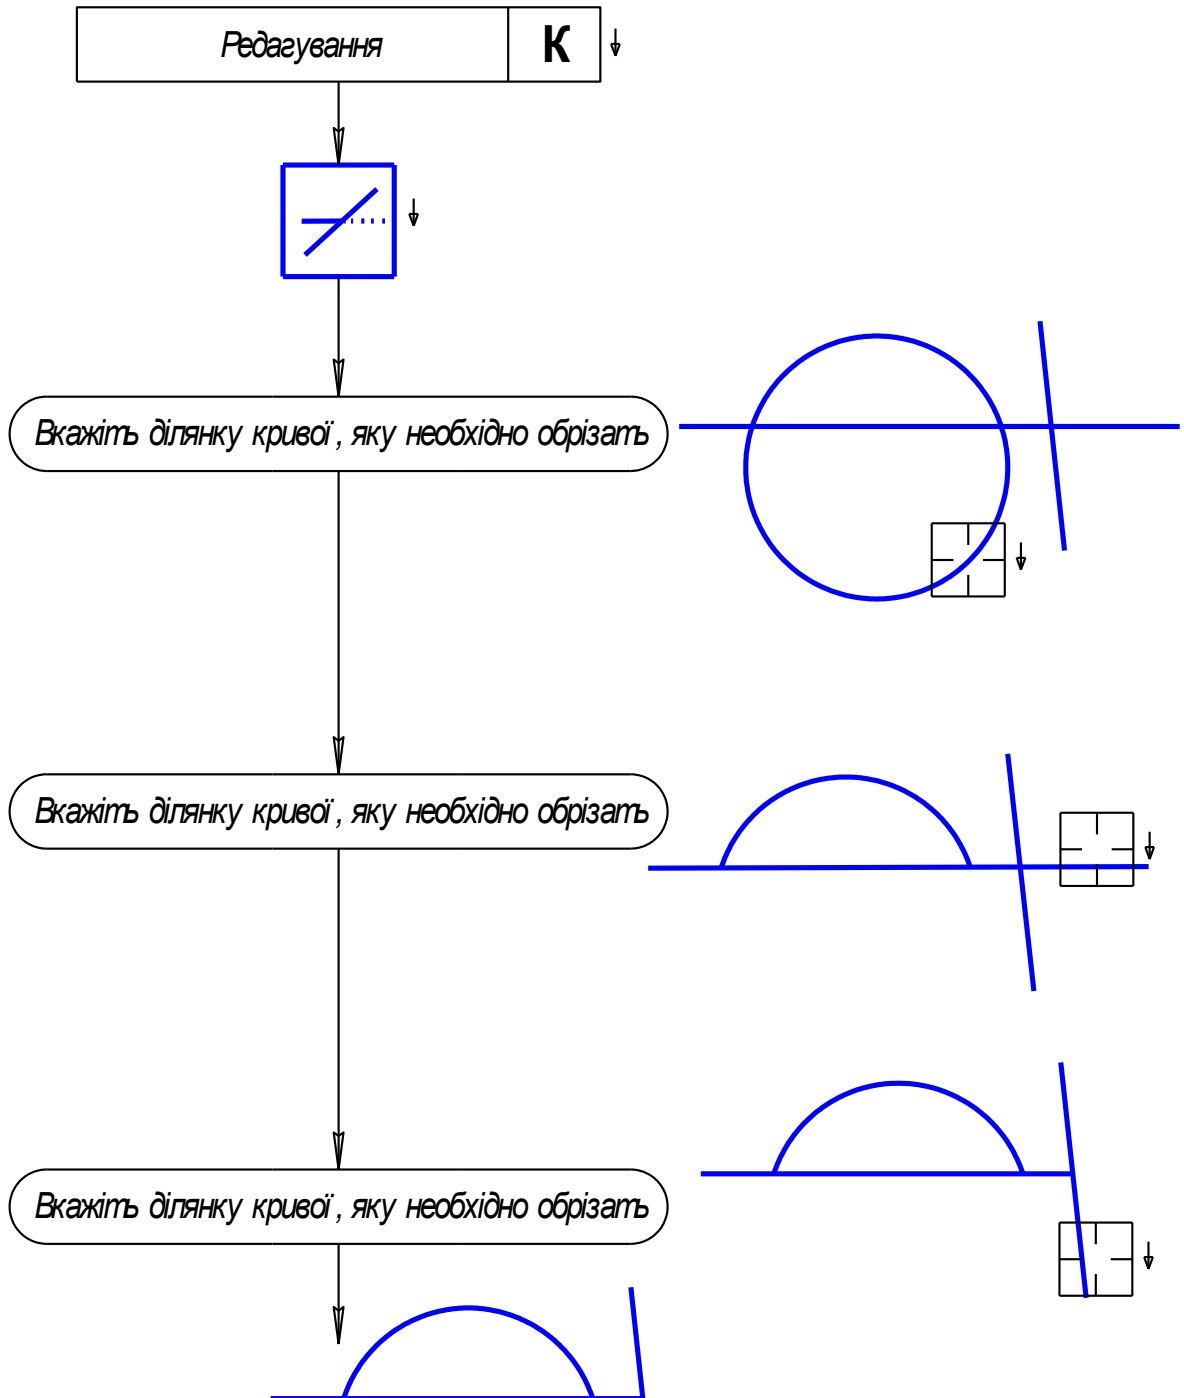 Редагування К
Вкажіть ділянку кривої , яку необхідно обрізать
Вкажіть ділянку кривої , яку необхідно обрізать
Вкажіть ділянку кривої , яку необхідно обрізать